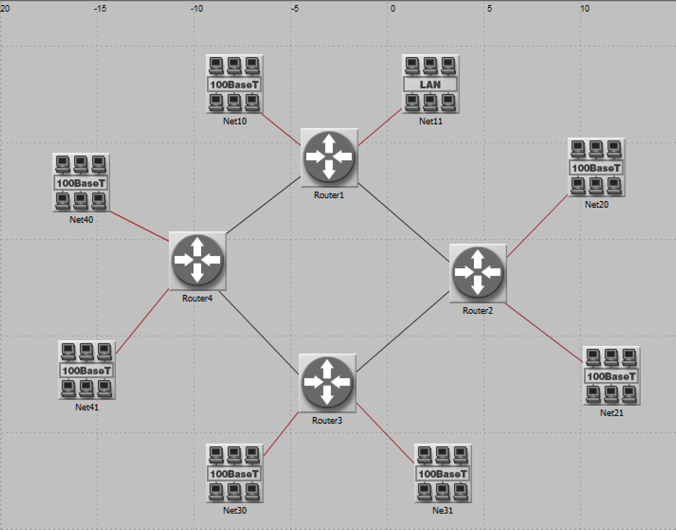 20
-15
-10
-5
0
5
10
100BaseT
Net10
LAN
Net11
Router1
100BaseT
Net20
100BaseT
Net40
Router4
Router2
100BaseT
Net41
100BaseT
Net21
Router3
100BaseT
Net30
100BaseT
Ne31